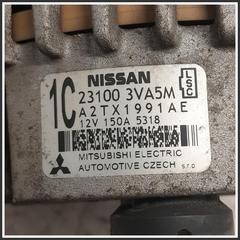 NISSAN
1C 23100 3VA5M LSC
A2TX1991AE
12V 150A 5318
MITSUBISHI ELECTRIC
AUTOMOTIVE CZECH s.r.o